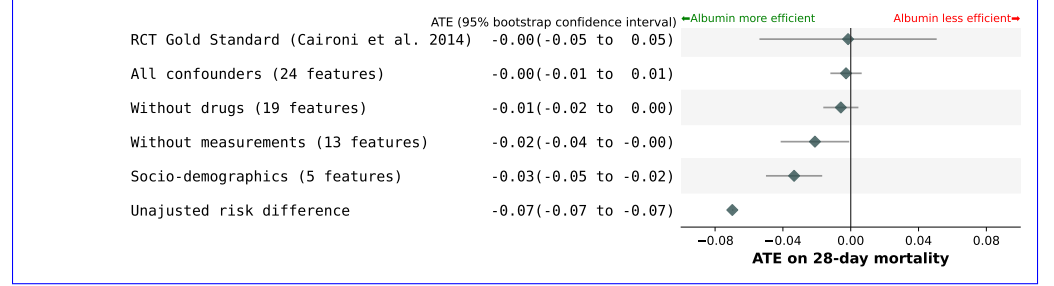 ATE (95% bootstrap confidence interval) ⬅Albumin more efficient Albumin less efficient➡
RCT Gold Standard (Caironi et al. 2014) -0.00(-0.05 to  0.05)
All confounders (24 features) -0.00(-0.01 to  0.01)
Without drugs (19 features) -0.01(-0.02 to  0.00)
Without measurements (13 features) -0.02(-0.04 to -0.00)
Socio-demographics (5 features) -0.03(-0.05 to -0.02)
Unajusted risk difference -0.07(-0.07 to -0.07)
−0.08 −0.04 0.00 0.04 0.08
ATE on 28-day mortality